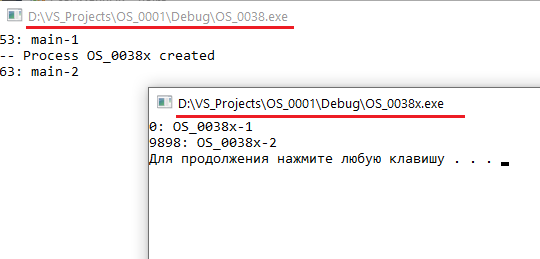 D:\VS_Projects\OS_0001\Debug\OS_0038.exe
53: main-1
-- Process OS_0038x created
63: main-2
D:\VS_Projects\OS_0001\Debug\OS_0038x.exe
0: OS_0038x-1
9898: OS_0038x-2
Для продолжения нажмите любую клавишу . . .